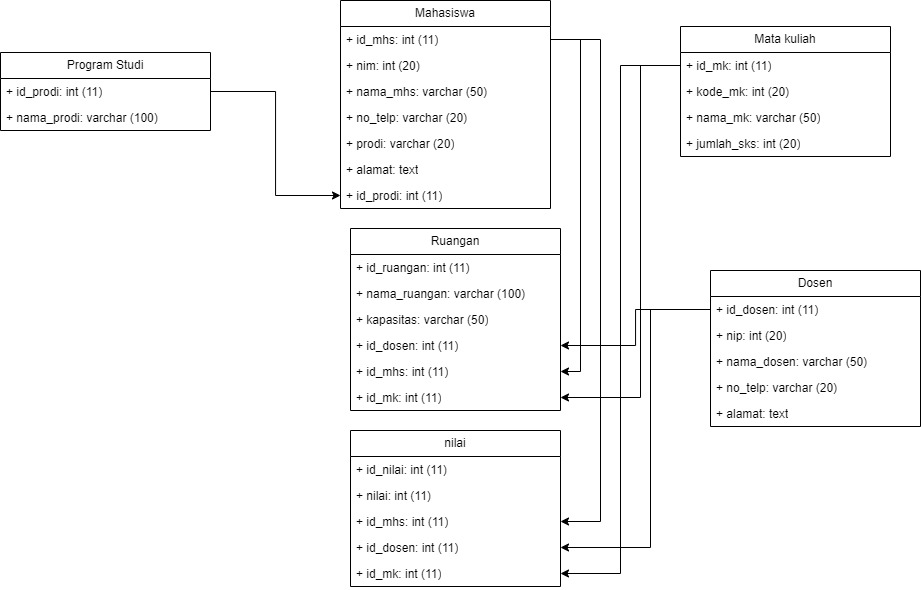 Program Studi
+ id_prodi: int (11)
+ nama_prodi: varchar (100)
Mahasiswa
+ id_mhs: int (11)
+ nim: int (20)
+ nama_mhs: varchar (50)
+ no_telp: varchar (20)
+ prodi: varchar (20)
+ alamat: text
+ id_prodi: int (11)
Mata kuliah
+ id_mk: int (11)
+ kode_mk: int (20)
+ nama_mk: varchar (50)
+ jumlah_sks: int (20)
Ruangan
+ id_ruangan: int (11)
+ nama_ruangan: varchar (100)
+ kapasitas: varchar (50)
+ id_dosen: int (11)
+ id_mhs: int (11)
+ id_mk: int (11)
Dosen
+ id_dosen: int (11)
+ nip: int (20)
+ nama_dosen: varchar (50)
+ no_telp: varchar (20)
+ alamat: text
nilai
+ id_nilai: int (11)
+ nilai: int (11)
+ id_mhs: int (11)
+ id_dosen: int (11)
+ id_mk: int (11)